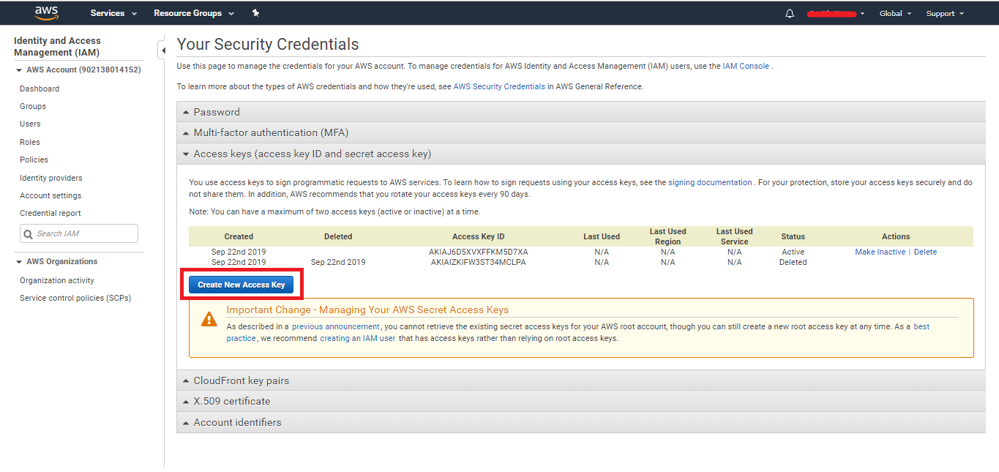 aws Services Resource Groups Global Support
Identity and Access
Management (IAM)
AWS Account (902138014152)
Dashboard
Groups
Users
Roles
Policies
Identity providers
Account settings
Credential report
Search IAM
AWS Organizations
Organization activity
Service control policies (SCPs)
Your Security Credentials
Use this page to manage the credentials for your AWS account. To manage credentials for AWS Identity and Access Management (IAM) users, use the IAM Console .
To learn more about the types of AWS credentials and how they're used, see AWS Security Credentials in AWS General Reference.
Password
Multi-factor authentication (MFA)
Access keys (access key ID and secret access key)
You use access keys to sign programmatic requests to AWS services. To learn how to sign requests using your access keys, see the signing documentation . For your protection, store your access keys securely and do
not share them. In addition, AWS recommends that you rotate your access keys every 90 days.
Note: You can have a maximum of two access keys (active or inactive) at a time.
Created Deleted Access Key ID Last Used Last Used Region Last Used Service Status Actions
Sep 22nd 2019 AKIAJ6D5XVXFFKM5D7XA N/A N/A N/A Active Make Inactive | Delete
Sep 22nd 2019 Sep 22nd 2019 AKIAIZKIFW3ST34MCLPA N/A N/A N/A Deleted
Create New Access Key
Important Change - Managing Your AWS Secret Access Keys
As described in a previous announcement, you cannot retrieve the existing secret access keys for your AWS root account, though you can still create a new root access key at any time. As a best
practice, we recommend creating an IAM user that has access keys rather than relying on root access keys.
CloudFront key pairs
X.509 certificate
Account identifiers